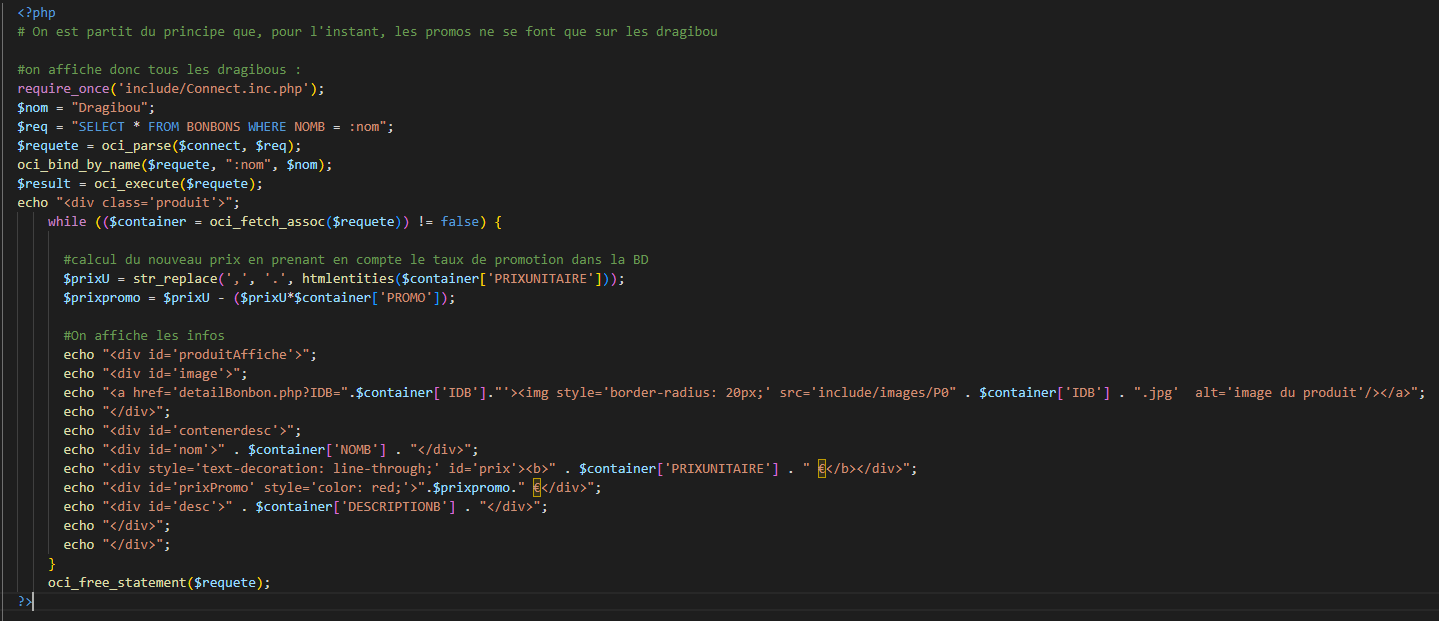 <?php
# On est partit du principe que, pour l'instant, les promos ne se font que sur les dragibou
#on affiche donc tous les dragibous :
require_once('include/Connect.inc.php');
$nom = "Dragibou";
$req = "SELECT * FROM BONBONS WHERE NOMB = :nom";
$requete = oci_parse($connect, $req);
oci_bind_by_name($requete, ":nom", $nom);
$result = oci_execute($requete);
echo "<div class='produit'>";
while (($container = oci_fetch_assoc($requete)) != false) {
#calcul du nouveau prix en prenant en compte le taux de promotion dans la BD
$prixU = str_replace(',', '.', htmlentities($container['PRIXUNITAIRE']));
$prixpromo = $prixU - ($prixU*$container['PROMO']);
#On affiche les infos
echo "<div id='produitAffiche'>";
echo "<div id='image'>";
echo "<a href='detailBonbon.php?IDB=".$container['IDB']."'><img style='border-radius: 20px;' src='include/images/P0" . $container['IDB'] . ".jpg'  alt='image du produit'/></a>";
echo "</div>";
echo "<div id='contenerdesc'>";
echo "<div id='nom'>" . $container['NOMB'] . "</div>";
echo "<div style='text-decoration: line-through;' id='prix'><b>" . $container['PRIXUNITAIRE'] . " €</b></div>";
echo "<div id='prixPromo' style='color: red;'>".$prixpromo." €</div>";
echo "<div id='desc'>" . $container['DESCRIPTIONB'] . "</div>";
echo "</div>";
echo "</div>";
}
oci_free_statement($requete);
?>